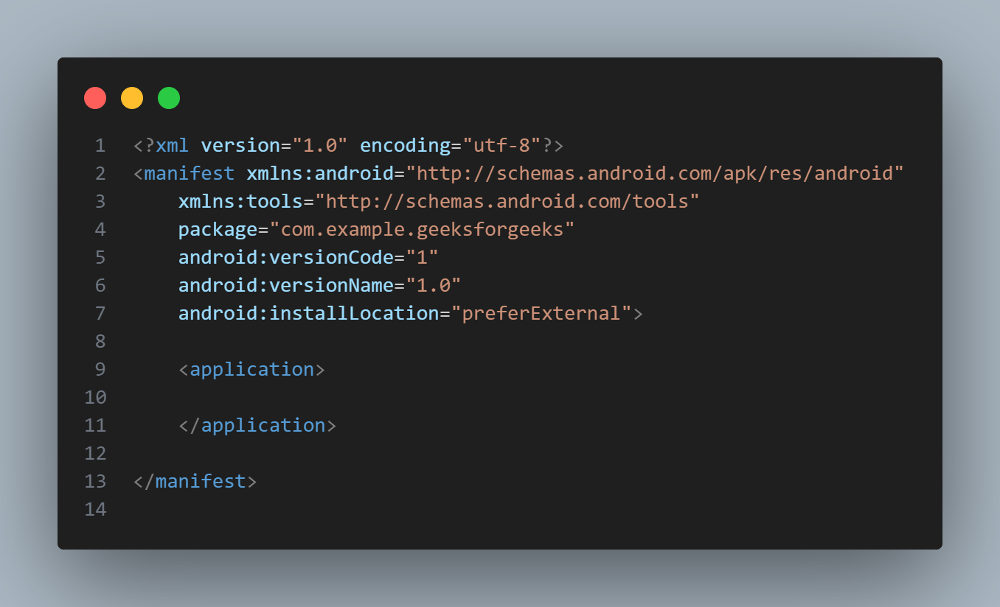 1 <?xml version="1.0" encoding="utf-8"?>
2 <manifest xmlns:android="http://schemas.android.com/apk/res/android"
3     xmlns:tools="http://schemas.android.com/tools"
4     package="com.example.geeksforgeeks"
5     android:versionCode="1"
6     android:versionName="1.0"
7     android:installLocation="preferExternal">
8
9     <application>
10
11     </application>
12
13 </manifest>
14